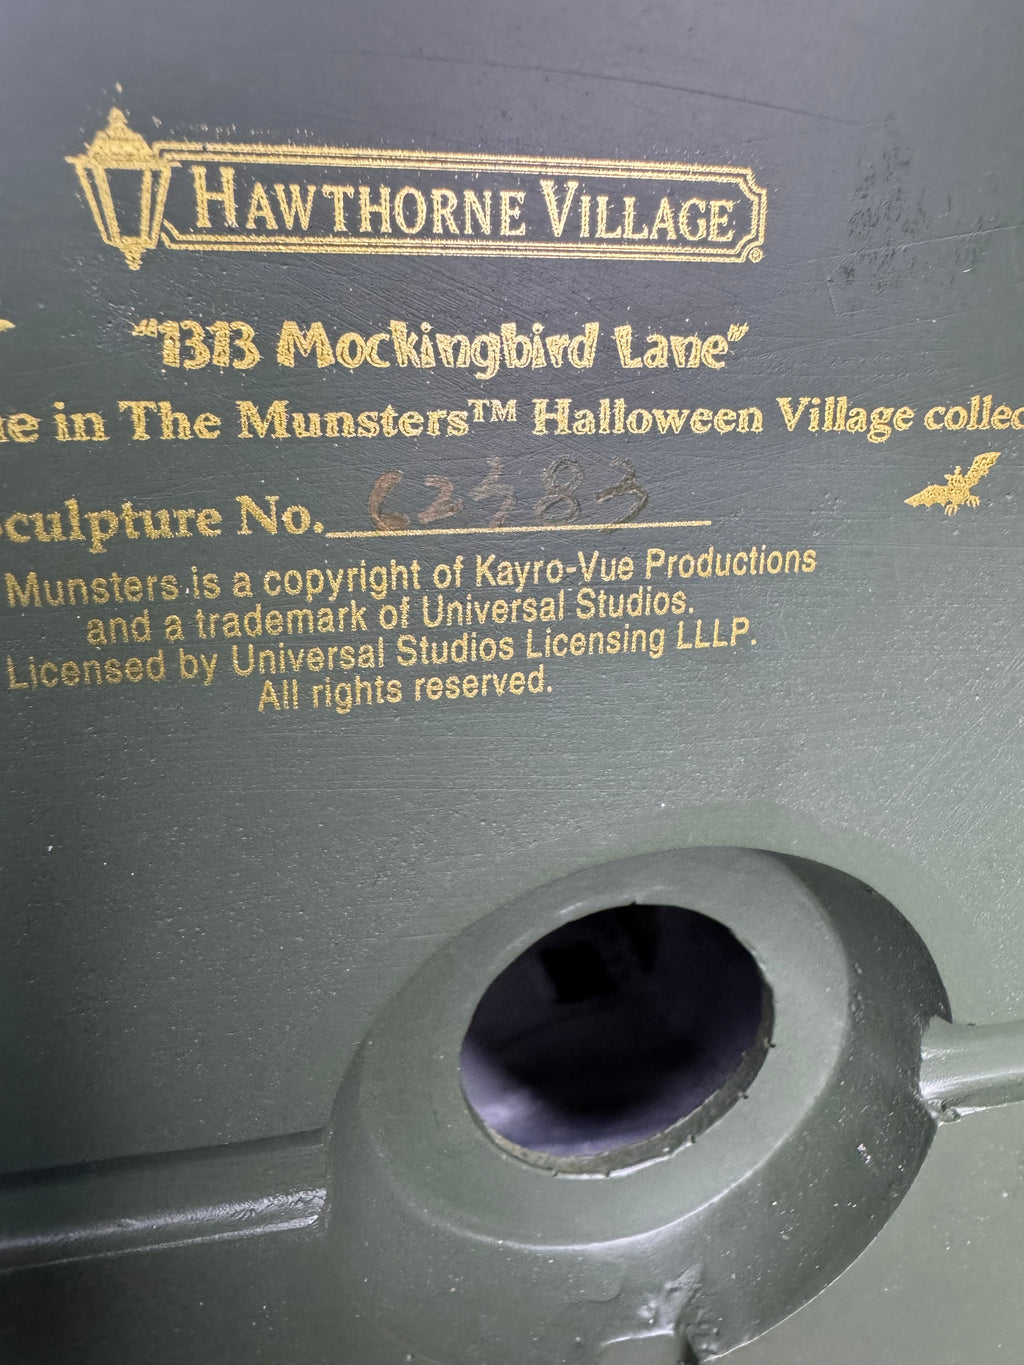 HAWTHORNE VILLAGE ®
"1313 Mockingbird Lane"
in The Munsters™ Halloween Village
Sculpture No. C2383
Munsters is a copyright of Kayro-Vue Productions
and a trademark of Universal Studios.
Licensed by Universal Studios Licensing LLLP.
All rights reserved.